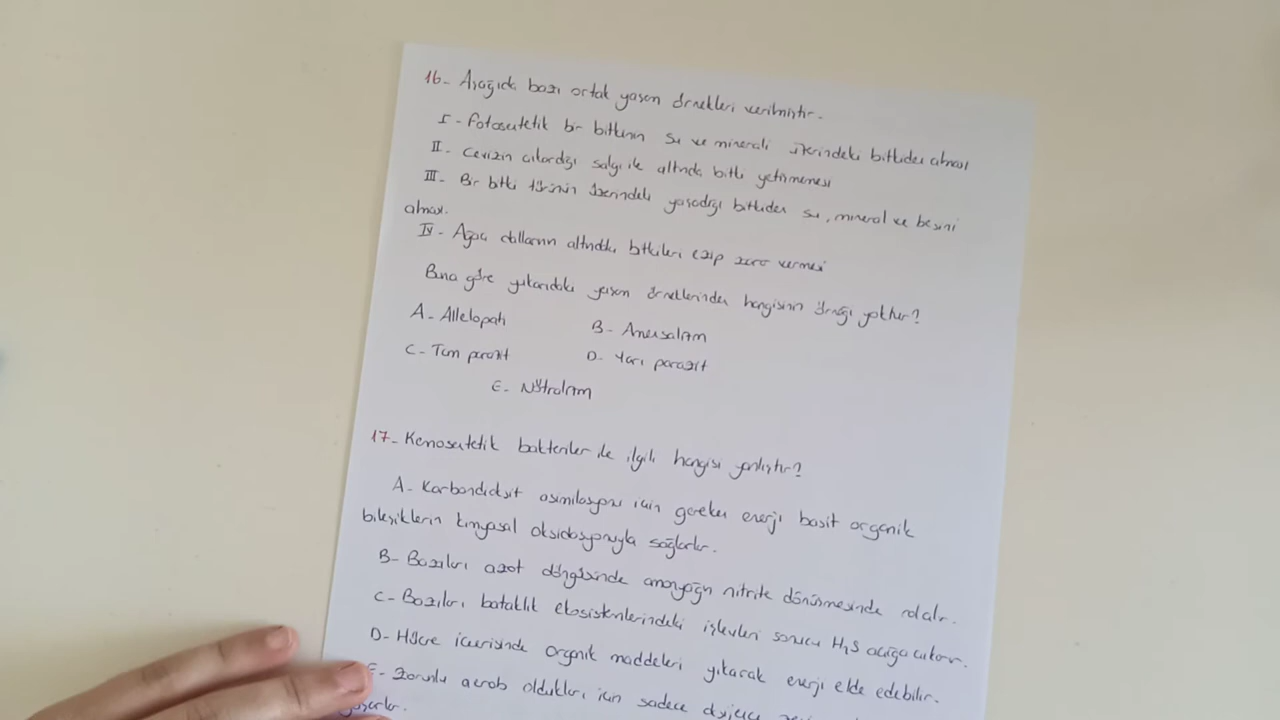 16- Aşağıda bazı ortak yaşam örnekleri verilmiştir.
I - Fotosentetik bir bitkinin su ve minerali üzerindeki bitkiden alması
II - Cevizin çıkardığı salgı ile altında bitki yetişmemesi
III - Bir bitki türünün üzerinde yaşadığı bitkiden su, mineral ve besini
alması.
IV - Ağaç dallarının altındaki bitkileri ezip zarar vermesi
Buna göre yukarıdaki yaşam örneklerinden hangisinin örneği yoktur?
A - Allelopati B - Amensalizm
C - Tam parazit D - Yarı parazit
E - Nötralizm
17- Kemosentetik bakteriler ile ilgili hangisi yanlıştır?
A - Karbondioksit asimilasyonu için gereken enerji basit organik
bileşiklerin kimyasal oksidasyonuyla sağlarlar.
B - Bazıları azot döngüsünde amonyağın nitrite dönüşmesinde rol alır.
C - Bazıları, bataklık ekosistemlerindeki işlevleri sonucu H₂S açığa çıkarır.
D - Hücre içerisinde organik maddeleri yıkarak enerji elde edebilir.
E - Zorunlu aerob oldukları için sadece
yaşarlar.